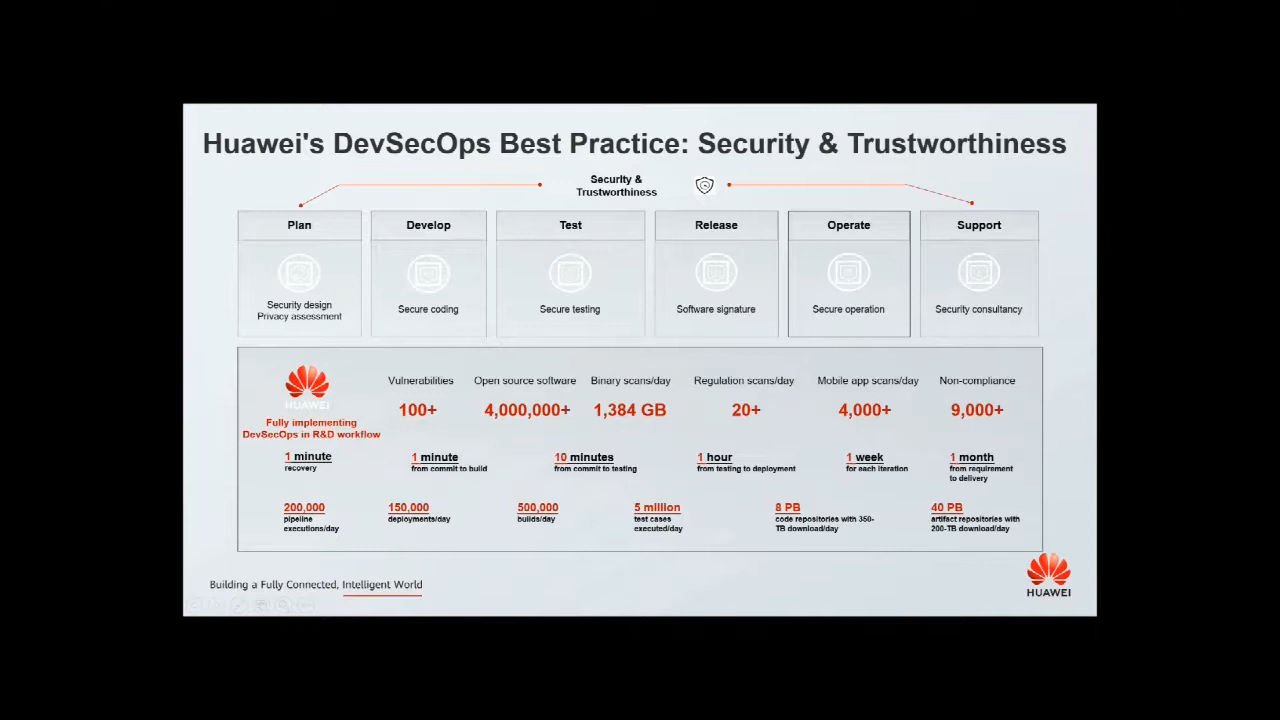 Huawei's DevSecOps Best Practice: Security & Trustworthiness
Security &
Trustworthiness
Plan
Develop
Test
Release
Operate
Support
Security design
Privacy assessment
Secure coding
Secure testing
Software signature
Secure operation
Security consultancy
HUAWEI
Fully implementing
DevSecOps in R&D workflow
Vulnerabilities
Open source software
Binary scans/day
Regulation scans/day
Mobile app scans/day
Non-compliance
100+
4,000,000+
1,384 GB
20+
4,000+
9,000+
1 minute
recovery
1 minute
from commit to build
10 minutes
from commit to testing
1 hour
from testing to deployment
1 week
for each iteration
1 month
from requirement
to delivery
200,000
pipeline
executions/day
150,000
deployments/day
500,000
builds/day
5 million
test cases
executed/day
8 PB
code repositories with 350-
TB download/day
40 PB
artifact repositories with
200-TB download/day
Building a Fully Connected, Intelligent World
HUAWEI